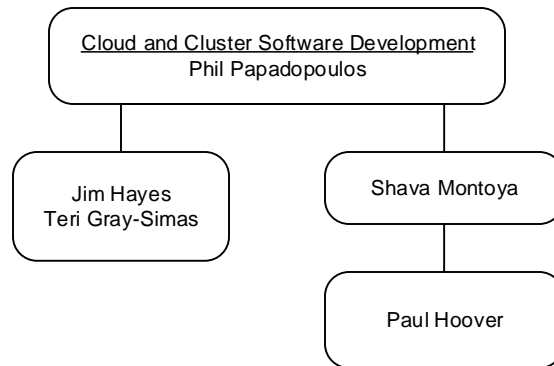 Cloud and Cluster Software Development
Phil Papadopoulos
Jim Hayes
Teri Gray-Simas
Shava Montoya
Paul Hoover